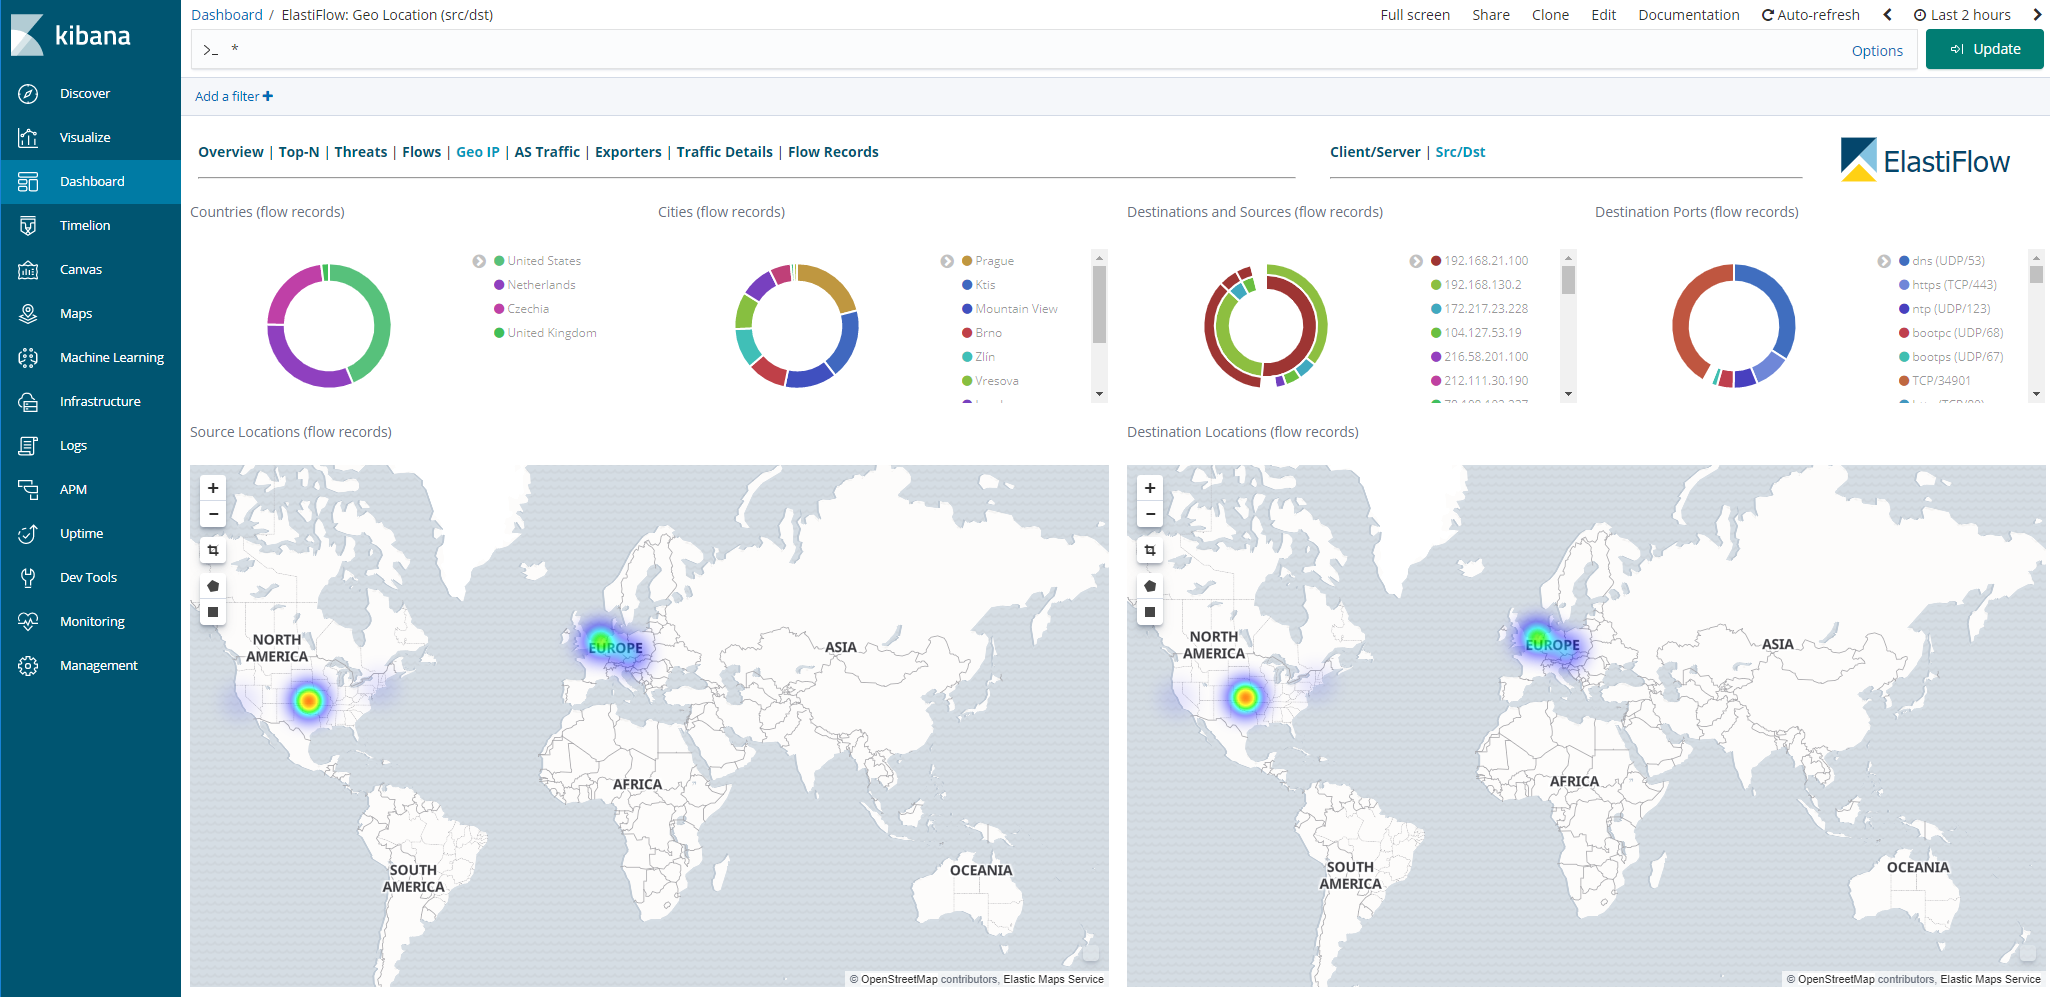 kibana
Discover
Visualize
Dashboard
Timelion
Canvas
Maps
Machine Learning
Infrastructure
Logs
APM
Uptime
Dev Tools
Monitoring
Management
Dashboard / ElastiFlow: Geo Location (src/dst)
Full screen Share Clone Edit Documentation Auto-refresh Last 2 hours
>_ *
Options
Update
Add a filter +
Overview | Top-N | Threats | Flows | Geo IP | AS Traffic | Exporters | Traffic Details | Flow Records
Client/Server | Src/Dst
ElastiFlow
Countries (flow records)
United States
Netherlands
Czechia
United Kingdom
Cities (flow records)
Prague
Ktis
Mountain View
Brno
Zlín
Vresova
Destinations and Sources (flow records)
192.168.21.100
192.168.130.2
172.217.23.228
104.127.53.19
216.58.201.100
212.111.30.190
Destination Ports (flow records)
dns (UDP/53)
https (TCP/443)
ntp (UDP/123)
bootpc (UDP/68)
bootps (UDP/67)
TCP/34901
Source Locations (flow records)
+
−
NORTH
AMERICA
EUROPE
ASIA
AFRICA
SOUTH
AMERICA
OCEANIA
© OpenStreetMap contributors, Elastic Maps Service
Destination Locations (flow records)
+
−
NORTH
AMERICA
EUROPE
ASIA
AFRICA
SOUTH
AMERICA
OCEANIA
© OpenStreetMap contributors, Elastic Maps Service